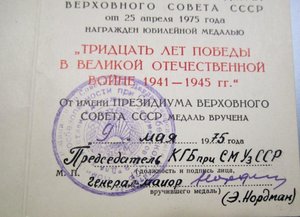 ВЕРХОВНОГО СОВЕТА СССР
от 25 апреля 1975 года
НАГРАЖДЕН ЮБИЛЕЙНОЙ МЕДАЛЬЮ
„ТРИДЦАТЬ ЛЕТ ПОБЕДЫ
В ВЕЛИКОЙ ОТЕЧЕСТВЕННОЙ
ВОЙНЕ 1941—1945 гг."
ОТ ИМЕНИ ПРЕЗИДИУМА ВЕРХОВНОГО
СОВЕТА СССР МЕДАЛЬ ВРУЧЕНА
9 мая 1975 года
Председатель КГБ при СМ УзССР
М. П. (должность и подпись лица,
генерал-майор
вручившего медаль)
(Э. Нордман)